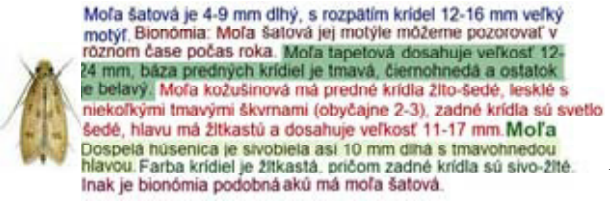 Moľa šatová je 4-9 mm dlhý, s rozpätím krídel 12-16 mm veľký
motýľ. Bionómia: Moľa šatová jej motýle môžeme pozorovať v
rôznom čase počas roka. Moľa tapetová dosahuje veľkosť 12-
24 mm, báza predných krídiel je tmavá, čiernohnedá a ostatok
je belavý. Moľa kožušinová má predné krídla žlto-šedé, lesklé s
niekoľkými tmavými škvrnami (obyčajne 2-3), zadné krídla sú svetlo
šedé, hlavu má žltkastú a dosahuje veľkosť 11-17 mm. Moľa
Dospelá húsenica je sivobiela asi 10 mm dlhá s tmavohnedou
hlavou. Farba krídiel je žltkastá, pričom zadné krídla sú sivo-žlté.
Inak je bionómia podobná akú má moľa šatová.